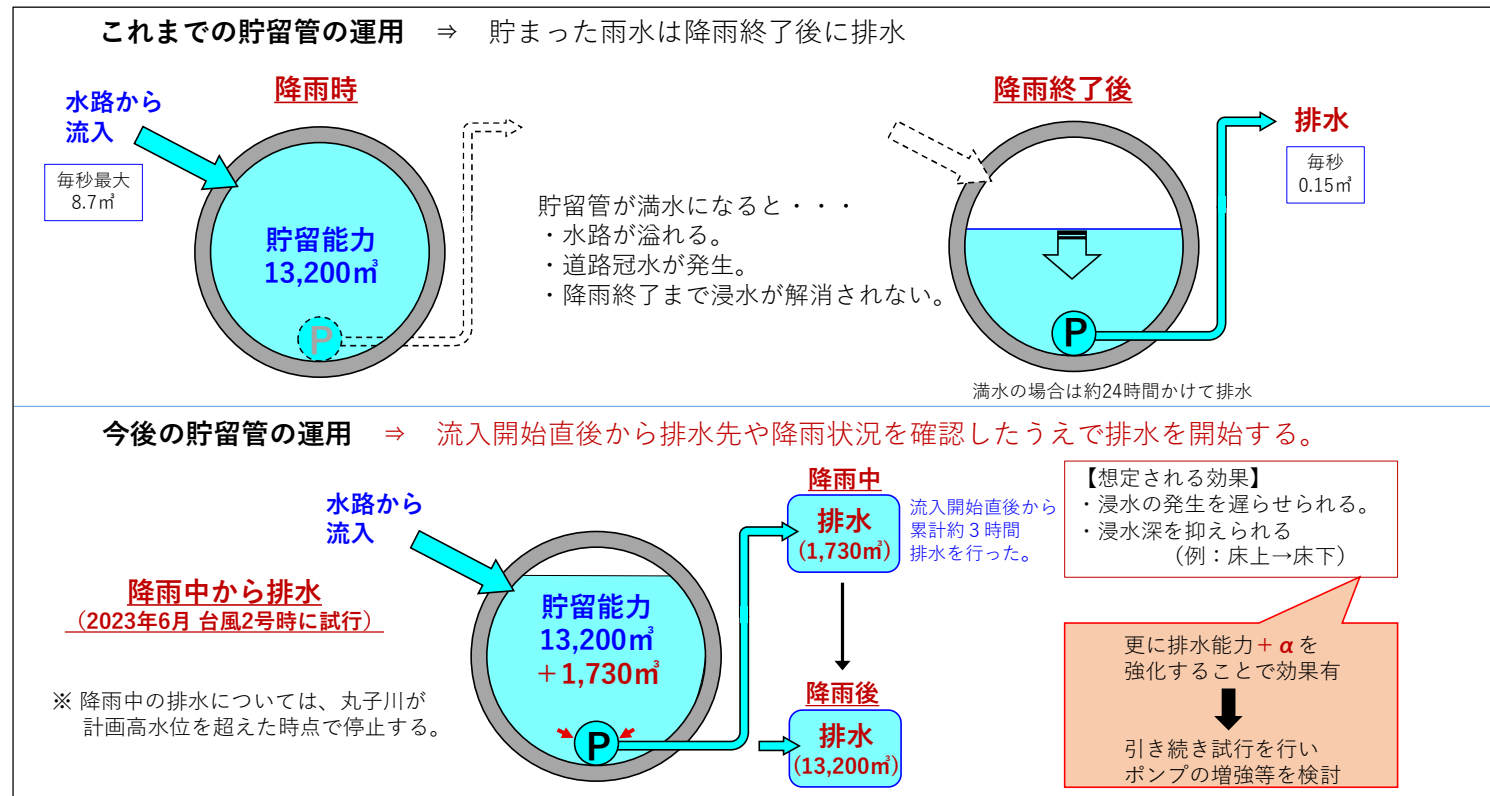 これまでの貯留管の運用　⇒　貯まった雨水は降雨終了後に排水
降雨時
水路から
流入
毎秒最大
8.7㎥
貯留能力
13,200㎥
P
貯留管が満水になると・・・
・水路が溢れる。
・道路冠水が発生。
・降雨終了まで浸水が解消されない。
降雨終了後
排水
毎秒
0.15㎥
P
満水の場合は約24時間かけて排水
今後の貯留管の運用　⇒　流入開始直後から排水先や降雨状況を確認したうえで排水を開始する。
水路から
流入
降雨中から排水
（2023年6月 台風2号時に試行）
※ 降雨中の排水については、丸子川が
計画高水位を超えた時点で停止する。
貯留能力
13,200㎥
＋1,730㎥
P
降雨中
排水
(1,730㎥)
流入開始直後から
累計約３時間
排水を行った。
降雨後
排水
(13,200㎥)
【想定される効果】
・浸水の発生を遅らせられる。
・浸水深を抑えられる
（例：床上→床下）
更に排水能力＋αを
強化することで効果有
引き続き試行を行い
ポンプの増強等を検討